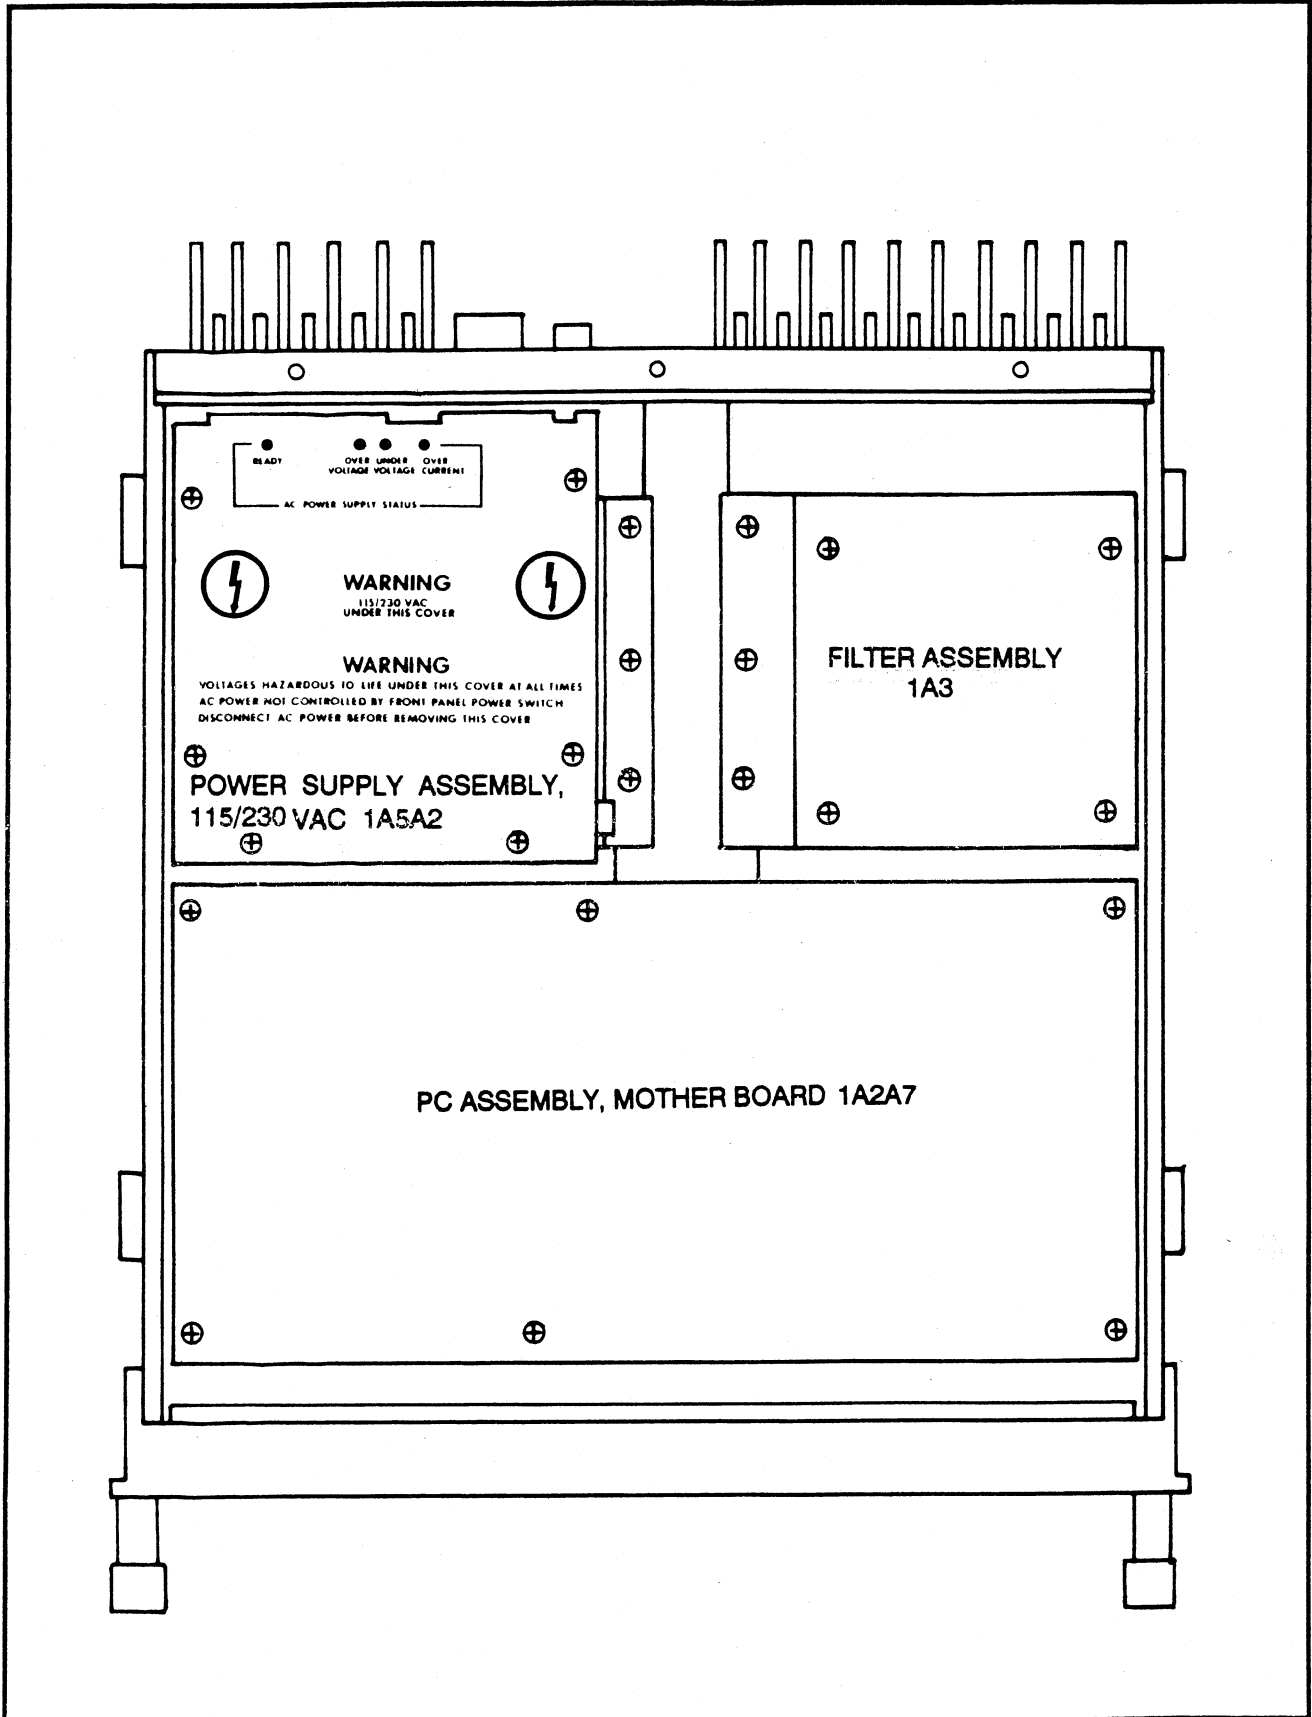 READY
OVER UNDER OVER
VOLTAGE VOLTAGE CURRENT
AC POWER SUPPLY STATUS
WARNING
115/230 VAC
UNDER THIS COVER
WARNING
VOLTAGES HAZARDOUS TO LIFE UNDER THIS COVER AT ALL TIMES
AC POWER NOT CONTROLLED BY FRONT PANEL POWER SWITCH
DISCONNECT AC POWER BEFORE REMOVING THIS COVER
POWER SUPPLY ASSEMBLY,
115/230 VAC 1A5A2
FILTER ASSEMBLY
1A3
PC ASSEMBLY, MOTHER BOARD 1A2A7